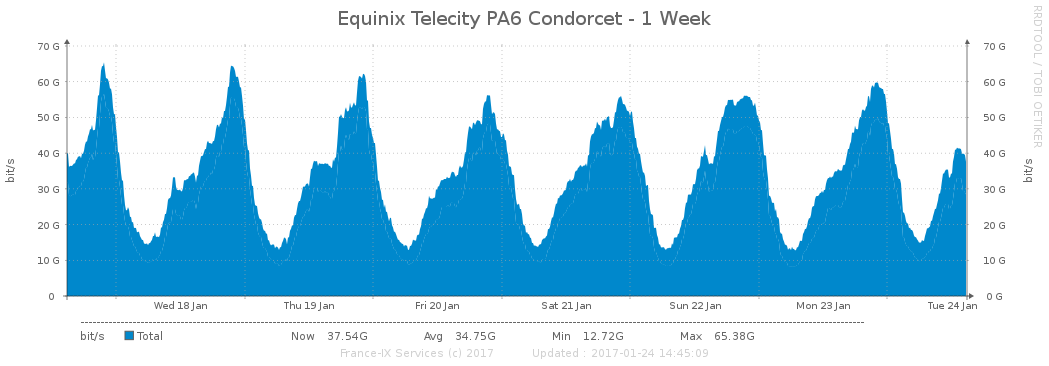 Equinix Telecity PA6 Condorcet - 1 Week
RRDTOOL / TOBI OETIKER
70 G 70 G
60 G 60 G
50 G 50 G
40 G 40 G
30 G 30 G
20 G 20 G
10 G 10 G
0 0 G
bit/s bit/s
Wed 18 Jan Thu 19 Jan Fri 20 Jan Sat 21 Jan Sun 22 Jan Mon 23 Jan Tue 24 Jan
bit/s Total Now 37.54G Avg 34.75G Min 12.72G Max 65.38G
France-IX Services (c) 2017 Updated : 2017-01-24 14:45:09